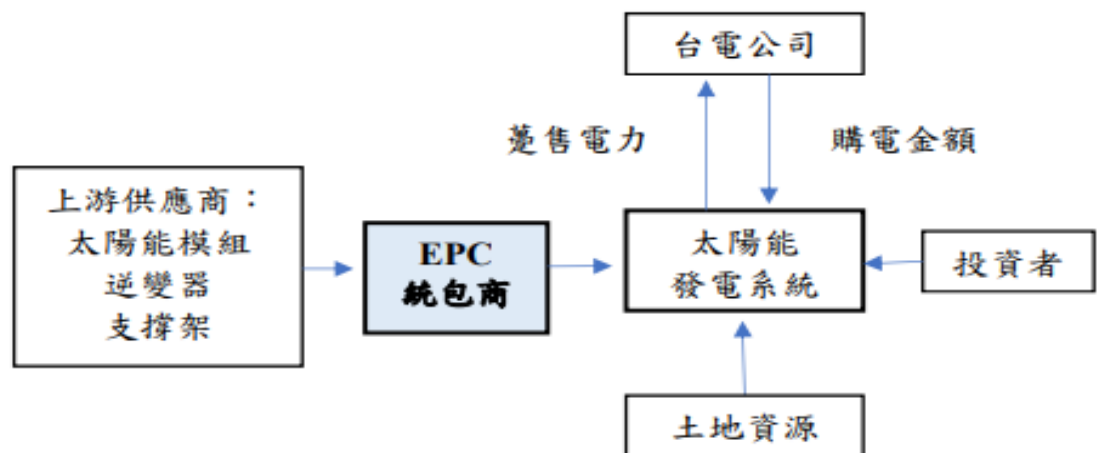 台電公司
躉售電力
購電金額
上游供應商：
太陽能模組
逆變器
支撐架
EPC
統包商
太陽能
發電系統
投資者
土地資源